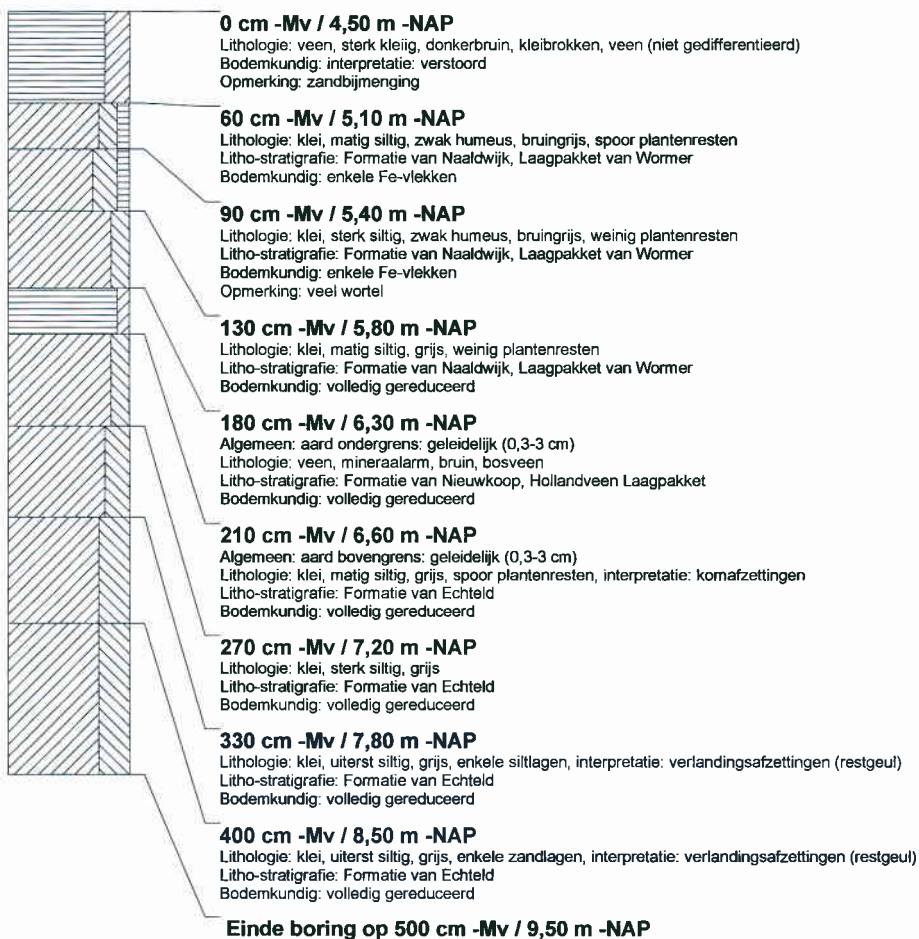 0 cm -Mv / 4,50 m -NAP
Lithologie: veen, sterk kleiig, donkerbruin, kleibrokken, veen (niet gedifferentieerd)
Bodemkundig: interpretatie: verstoord
Opmerking: zandbijmenging
60 cm -Mv / 5,10 m -NAP
Lithologie: klei, matig siltig, zwak humeus, bruingrijs, spoor plantenresten
Litho-stratigrafie: Formatie van Naaldwijk, Laagpakket van Wormer
Bodemkundig: enkele Fe-vlekken
90 cm -Mv / 5,40 m -NAP
Lithologie: klei, sterk siltig, zwak humeus, bruingrijs, weinig plantenresten
Litho-stratigrafie: Formatie van Naaldwijk, Laagpakket van Wormer
Bodemkundig: enkele Fe-vlekken
Opmerking: veel wortel
130 cm -Mv / 5,80 m -NAP
Lithologie: klei, matig siltig, grijs, weinig plantenresten
Litho-stratigrafie: Formatie van Naaldwijk, Laagpakket van Wormer
Bodemkundig: volledig gereduceerd
180 cm -Mv / 6,30 m -NAP
Algemeen: aard ondergrens: geleidelijk (0,3-3 cm)
Lithologie: veen, mineraalarm, bruin, bosveen
Litho-stratigrafie: Formatie van Nieuwkoop, Hollandveen Laagpakket
Bodemkundig: volledig gereduceerd
210 cm -Mv / 6,60 m -NAP
Algemeen: aard bovengrens: geleidelijk (0,3-3 cm)
Lithologie: klei, matig siltig, grijs, spoor plantenresten, interpretatie: komafzettingen
Litho-stratigrafie: Formatie van Echteld
Bodemkundig: volledig gereduceerd
270 cm -Mv / 7,20 m -NAP
Lithologie: klei, sterk siltig, grijs
Litho-stratigrafie: Formatie van Echteld
Bodemkundig: volledig gereduceerd
330 cm -Mv / 7,80 m -NAP
Lithologie: klei, uiterst siltig, grijs, enkele siltlagen, interpretatie: verlandingsafzettingen (restgeul)
Litho-stratigrafie: Formatie van Echteld
Bodemkundig: volledig gereduceerd
400 cm -Mv / 8,50 m -NAP
Lithologie: klei, uiterst siltig, grijs, enkele zandlagen, interpretatie: verlandingsafzettingen (restgeul)
Litho-stratigrafie: Formatie van Echteld
Bodemkundig: volledig gereduceerd
Einde boring op 500 cm -Mv / 9,50 m -NAP